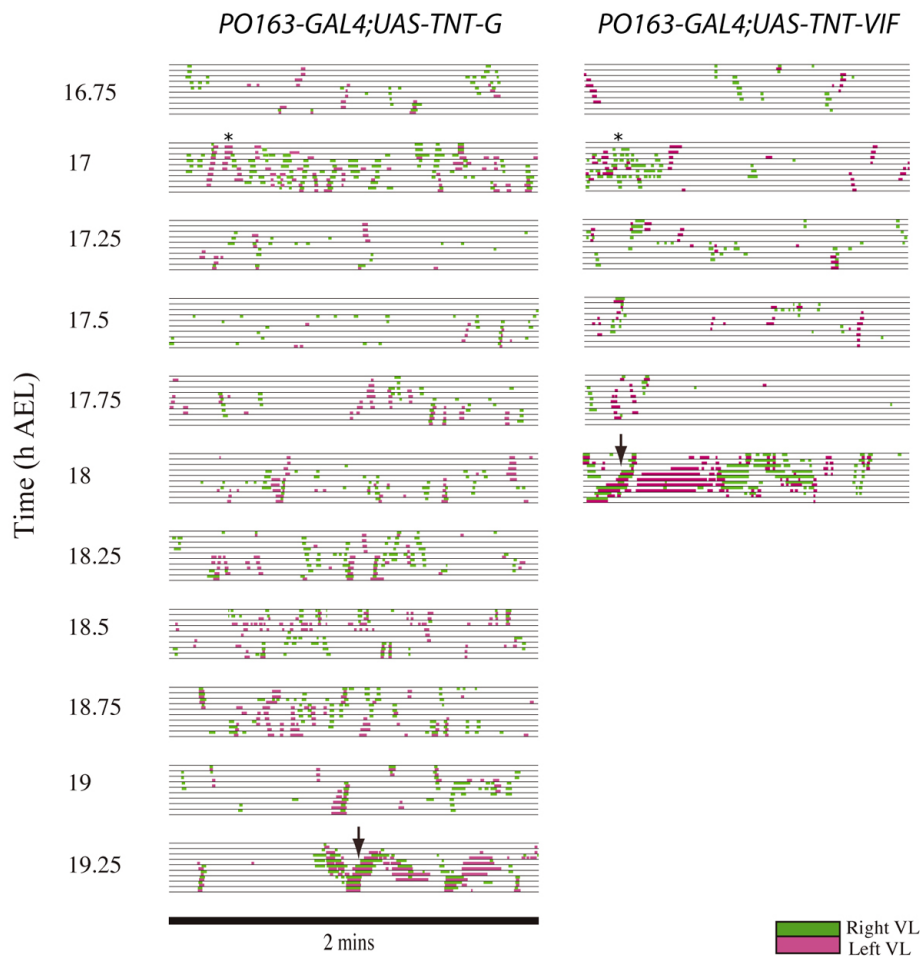 PO163-GAL4;UAS-TNT-G
PO163-GAL4;UAS-TNT-VIF
Time (h AEL)
16.75
17
*
*
17.25
17.5
17.75
18
18.25
18.5
18.75
19
19.25
2 mins
Right VL
Left VL